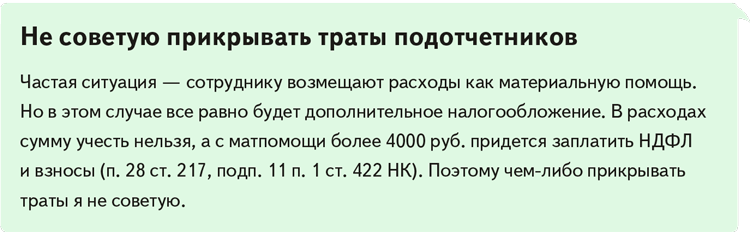 Не советую прикрывать траты подотчетников
Частая ситуация — сотруднику возмещают расходы как материальную помощь.
Но в этом случае все равно будет дополнительное налогообложение. В расходах
сумму учесть нельзя, а с матпомощи более 4000 руб. придется заплатить НДФЛ
и взносы (п. 28 ст. 217, подп. 11 п. 1 ст. 422 НК). Поэтому чем-либо прикрывать
траты я не советую.